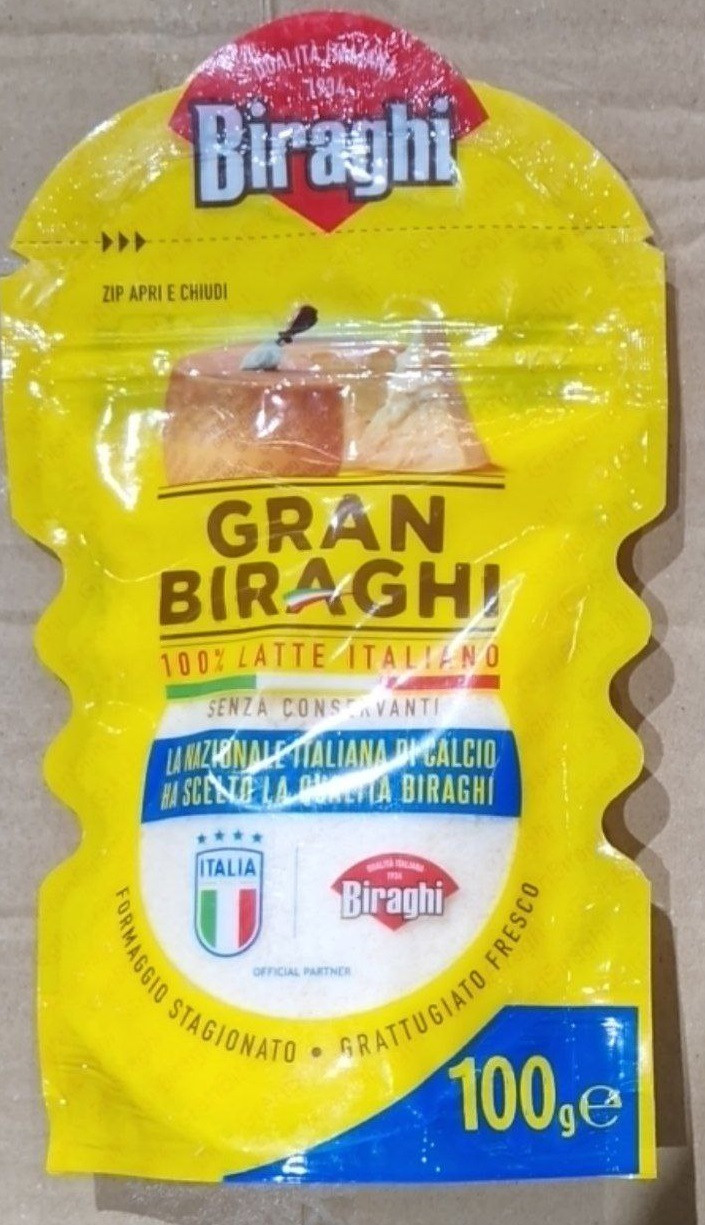 QUALITÀ ITALIANA
1934
Biraghi
ZIP APRI E CHIUDI
GRAN
BIRAGHI
100% LATTE ITALIANO
SENZA CONSERVANTI
LA NAZIONALE ITALIANA DI CALCIO
HA SCELTO LA QUALITÀ BIRAGHI
ITALIA
QUALITÀ ITALIANA
1934
Biraghi
OFFICIAL PARTNER
FORMAGGIO STAGIONATO • GRATTUGIATO FRESCO
100g℮